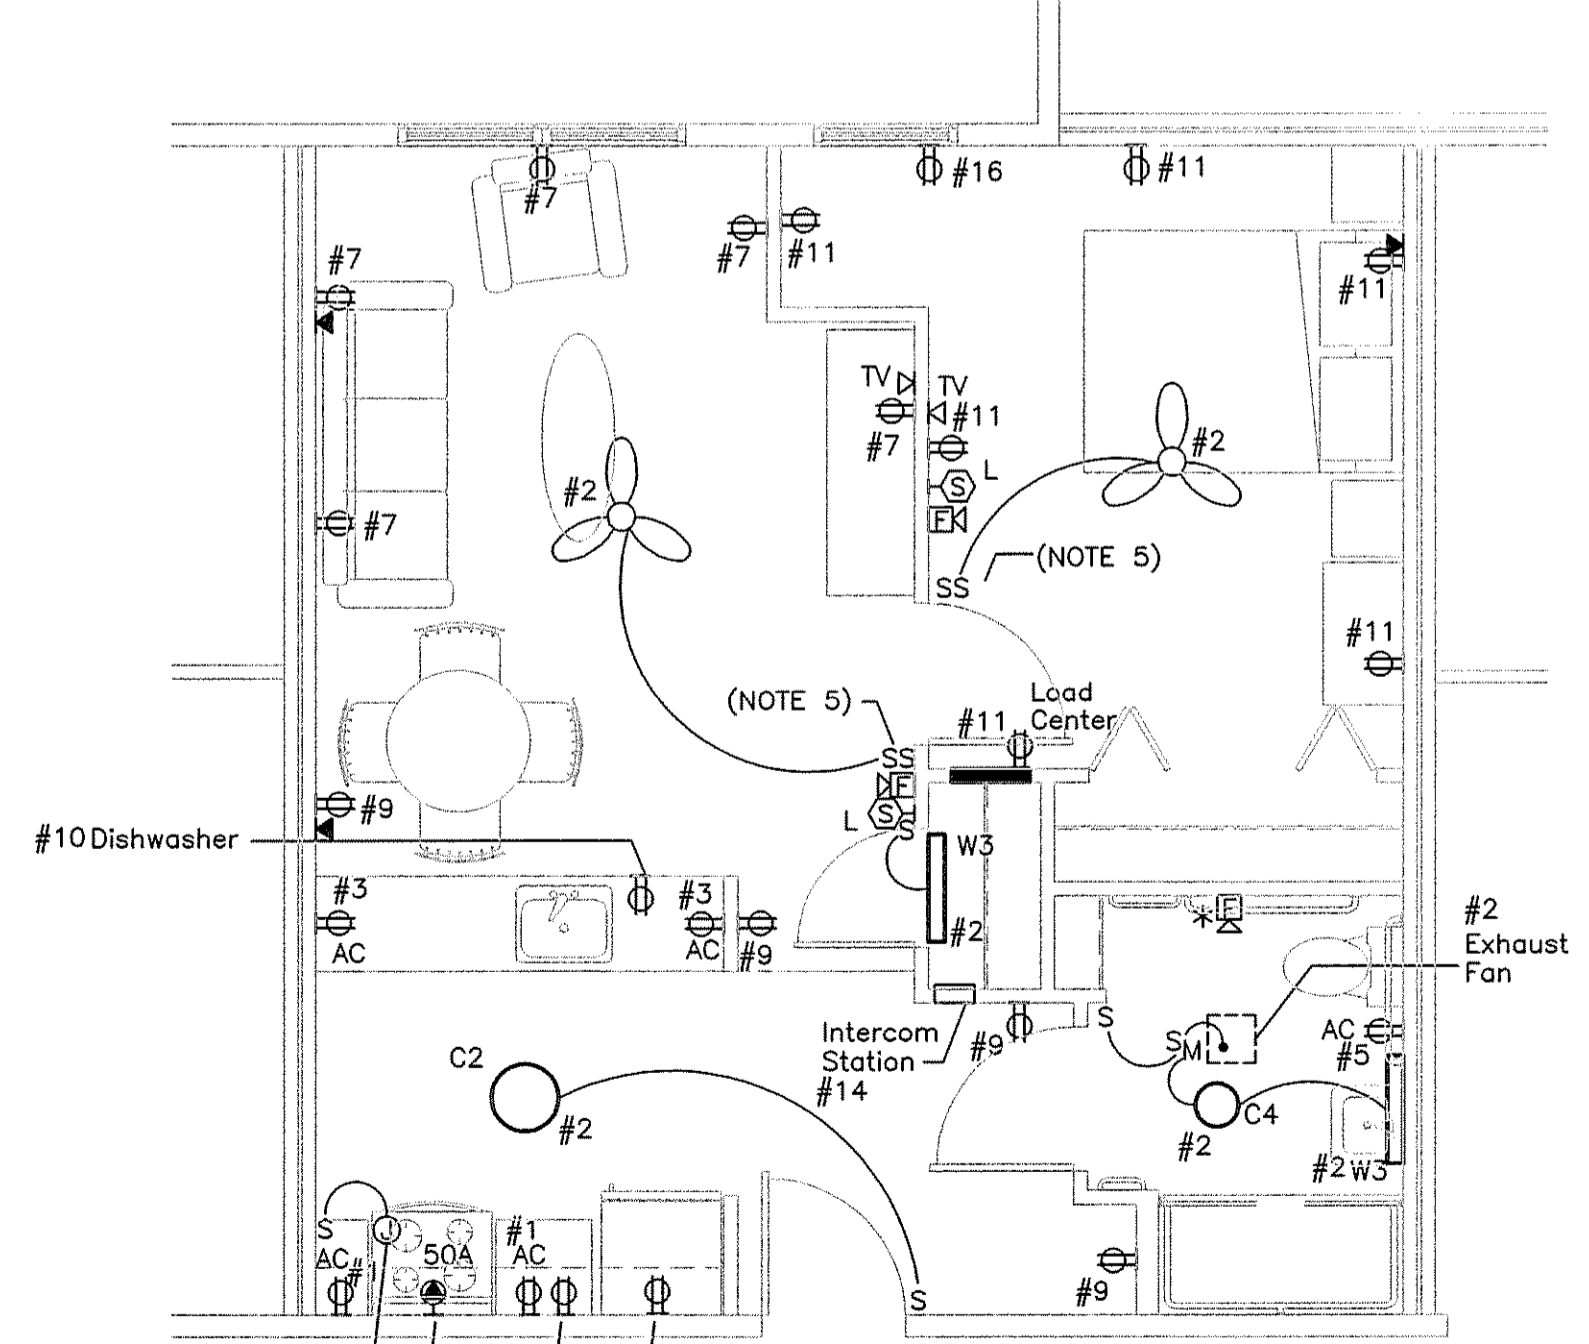 #16
#11
#7
#7
#11
#7
#11
TV
TV
#11
#7
#2
L
S
F
#2
#7
(NOTE 5)
SS
#11
(NOTE 5)
Load
Center
#11
SS
F
S
L
S
#9
#10 Dishwasher
W3
#3
#3
AC
AC
#9
#2
F
*
#2
Exhaust
Fan
Intercom
Station
#14
#9
S
S
M
AC
#5
C2
#2
C4
#2
#2 W3
S
J
AC
#
50A
#1
AC
#9
S